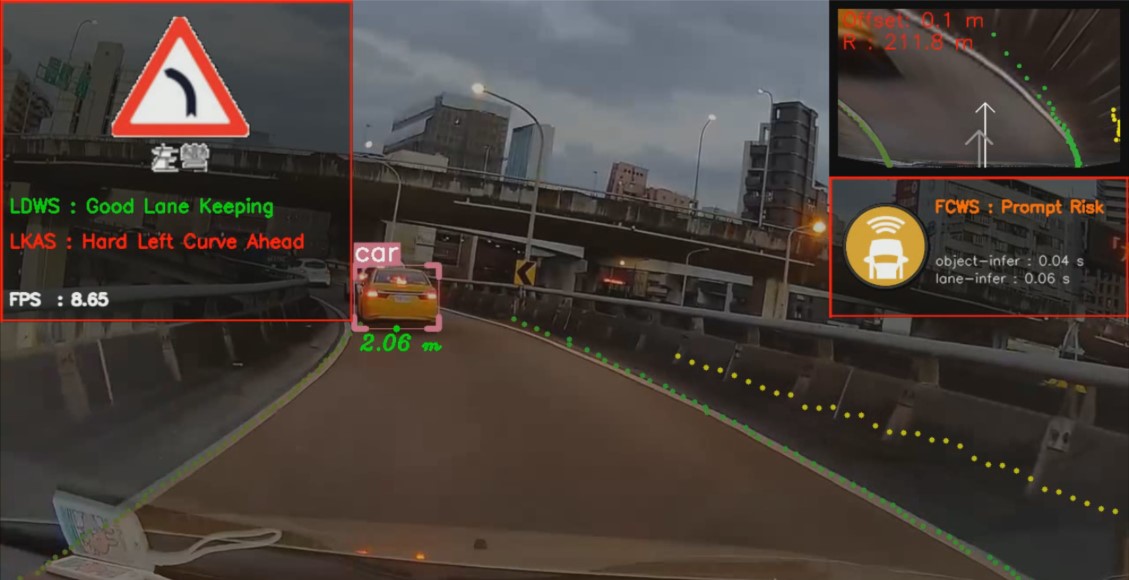 左彎
LDWS : Good Lane Keeping
LKAS : Hard Left Curve Ahead
FPS : 8.65
car
2.06 m
Offset: 0.1 m
R : 211.8 m
FCWS : Prompt Risk
object-infer : 0.04 s
lane-infer : 0.06 s